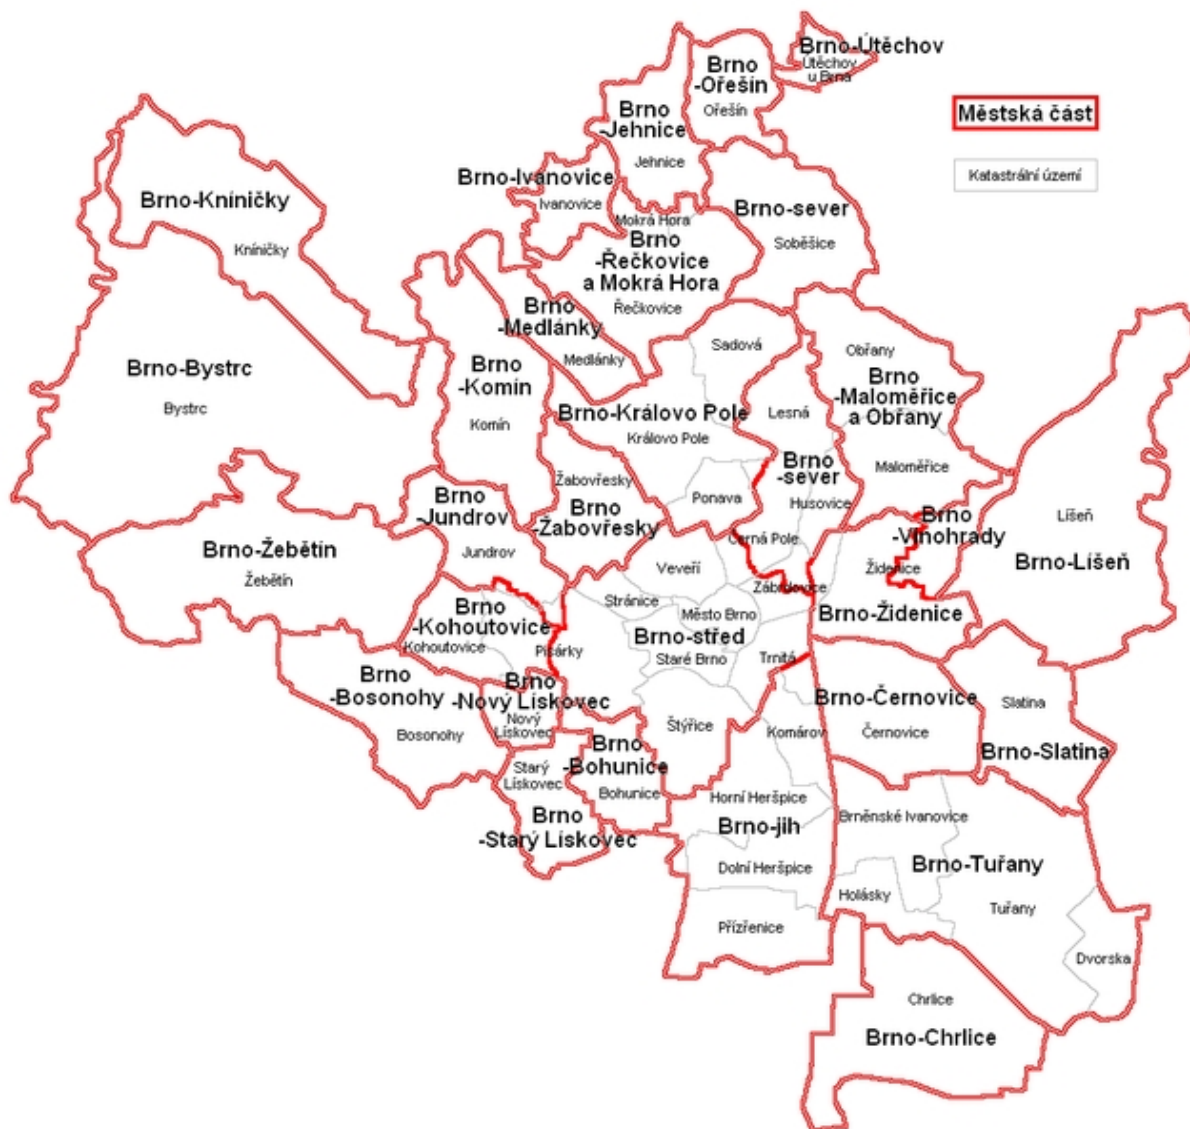 Brno-Útěchov
Útěchov
u Brna
Brno
-Ořešín
Ořešín
Městská část
Brno
-Jehnice
Jehnice
Katastrální území
Brno-Ivanovice
Ivanovice
Brno-Kníničky
Kníničky
Brno-sever
Soběšice
Mokrá Hora
Brno
-Řečkovice
a Mokrá Hora
Řečkovice
Brno
-Medlánky
Medlánky
Sadová
Obřany
Brno
-Maloměřice
a Obřany
Maloměřice
Brno-Bystrc
Bystrc
Brno
-Komín
Komín
Brno-Královo Pole
Královo Pole
Lesná
Brno
-sever
Husovice
Ponava
Žabovřesky
Brno
-Žabovřesky
Brno
-Jundrov
Jundrov
Černá Pole
Brno
-Vinohrady
Líšeň
Brno-Líšeň
Židenice
Brno-Židenice
Brno-Žebětín
Žebětín
Veveří
Zábrdovice
Stránice
Město Brno
Brno-střed
Staré Brno
Trnitá
Brno
-Kohoutovice
Kohoutovice
Pisárky
Brno
-Bosonohy
Bosonohy
Brno
-Nový Lískovec
Nový
Lískovec
Štýřice
Komárov
Brno-Černovice
Černovice
Slatina
Brno-Slatina
Brno
-Bohunice
Bohunice
Starý
Lískovec
Brno
-Starý Lískovec
Horní Heršpice
Brno-jih
Dolní Heršpice
Přízřenice
Brněnské Ivanovice
Brno-Tuřany
Holásky
Tuřany
Dvorska
Chrlice
Brno-Chrlice